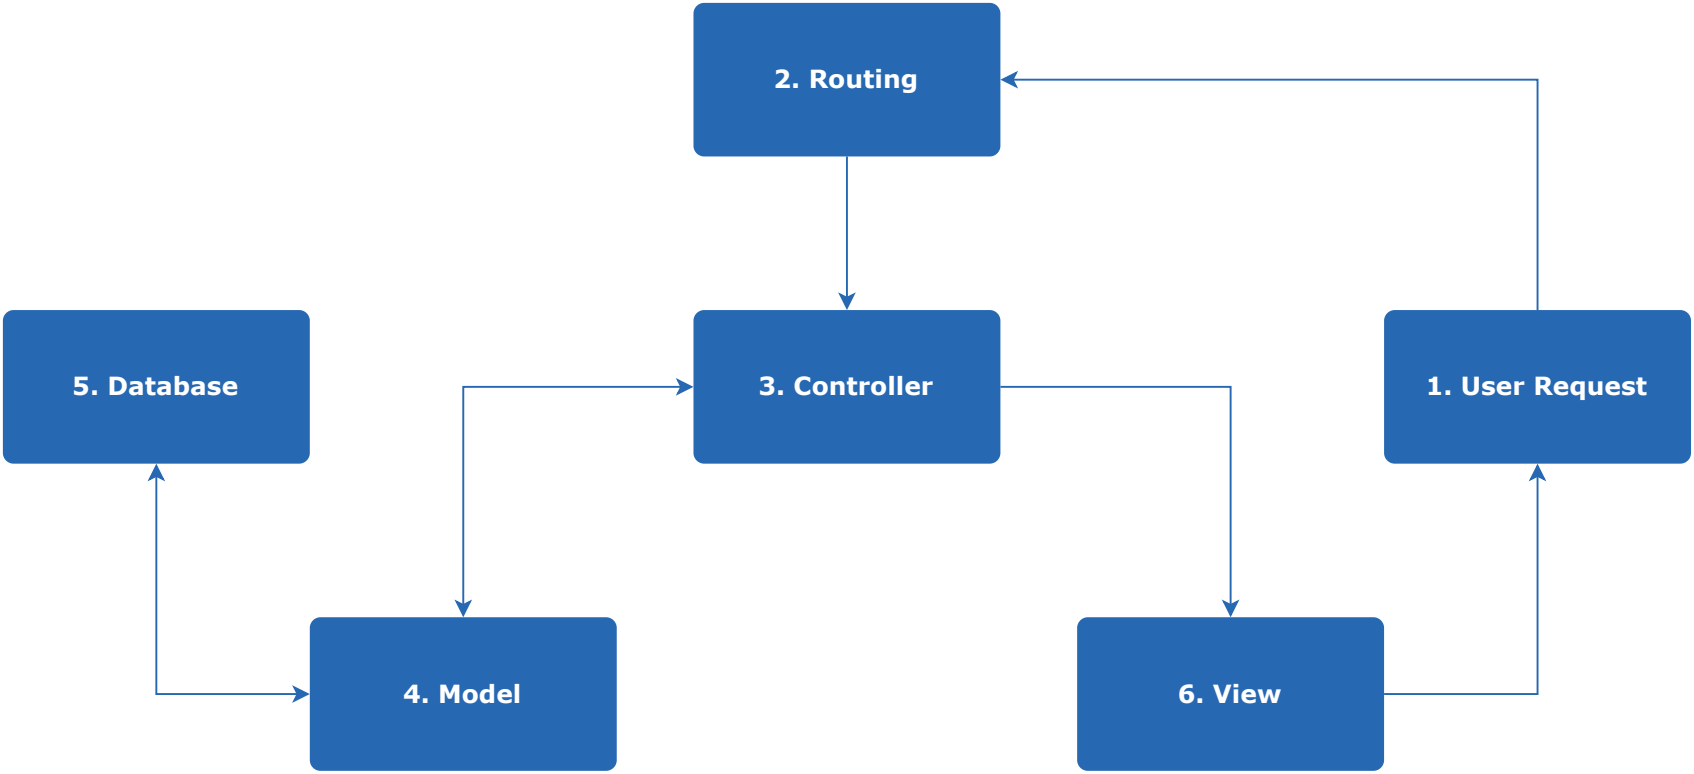 2. Routing
5. Database
3. Controller
1. User Request
4. Model
6. View